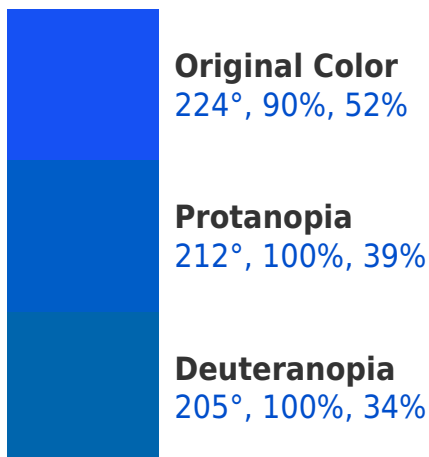 Original Color
224°, 90%, 52%
Protanopia
212°, 100%, 39%
Deuteranopia
205°, 100%, 34%